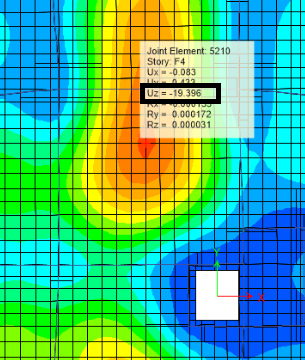 Joint Element: 5210
Story: F4
Ux = -0.083
Uz = -19.396
Ry = 0.000172
Rz = 0.000031